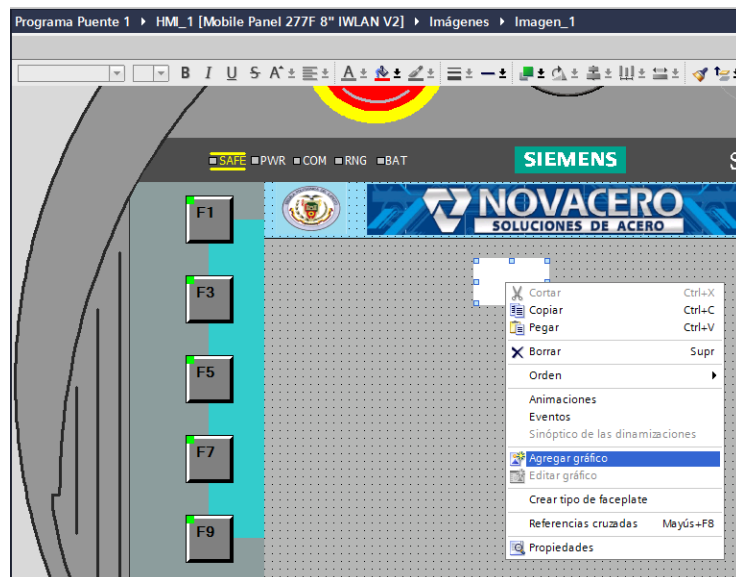 Programa Puente 1 ▸ HMI_1 [Mobile Panel 277F 8" IWLAN V2] ▸ Imágenes ▸ Imagen_1
B I U S A A
SAFE PWR COM RNG BAT
SIEMENS
S
F1
NOVACERO
SOLUCIONES DE ACERO
F3
F5
F7
F9
Cortar Ctrl+X
Copiar Ctrl+C
Pegar Ctrl+V
Borrar Supr
Orden
Animaciones
Eventos
Sinóptico de las dinamizaciones
Agregar gráfico
Editar gráfico
Crear tipo de faceplate
Referencias cruzadas Mayús+F8
Propiedades